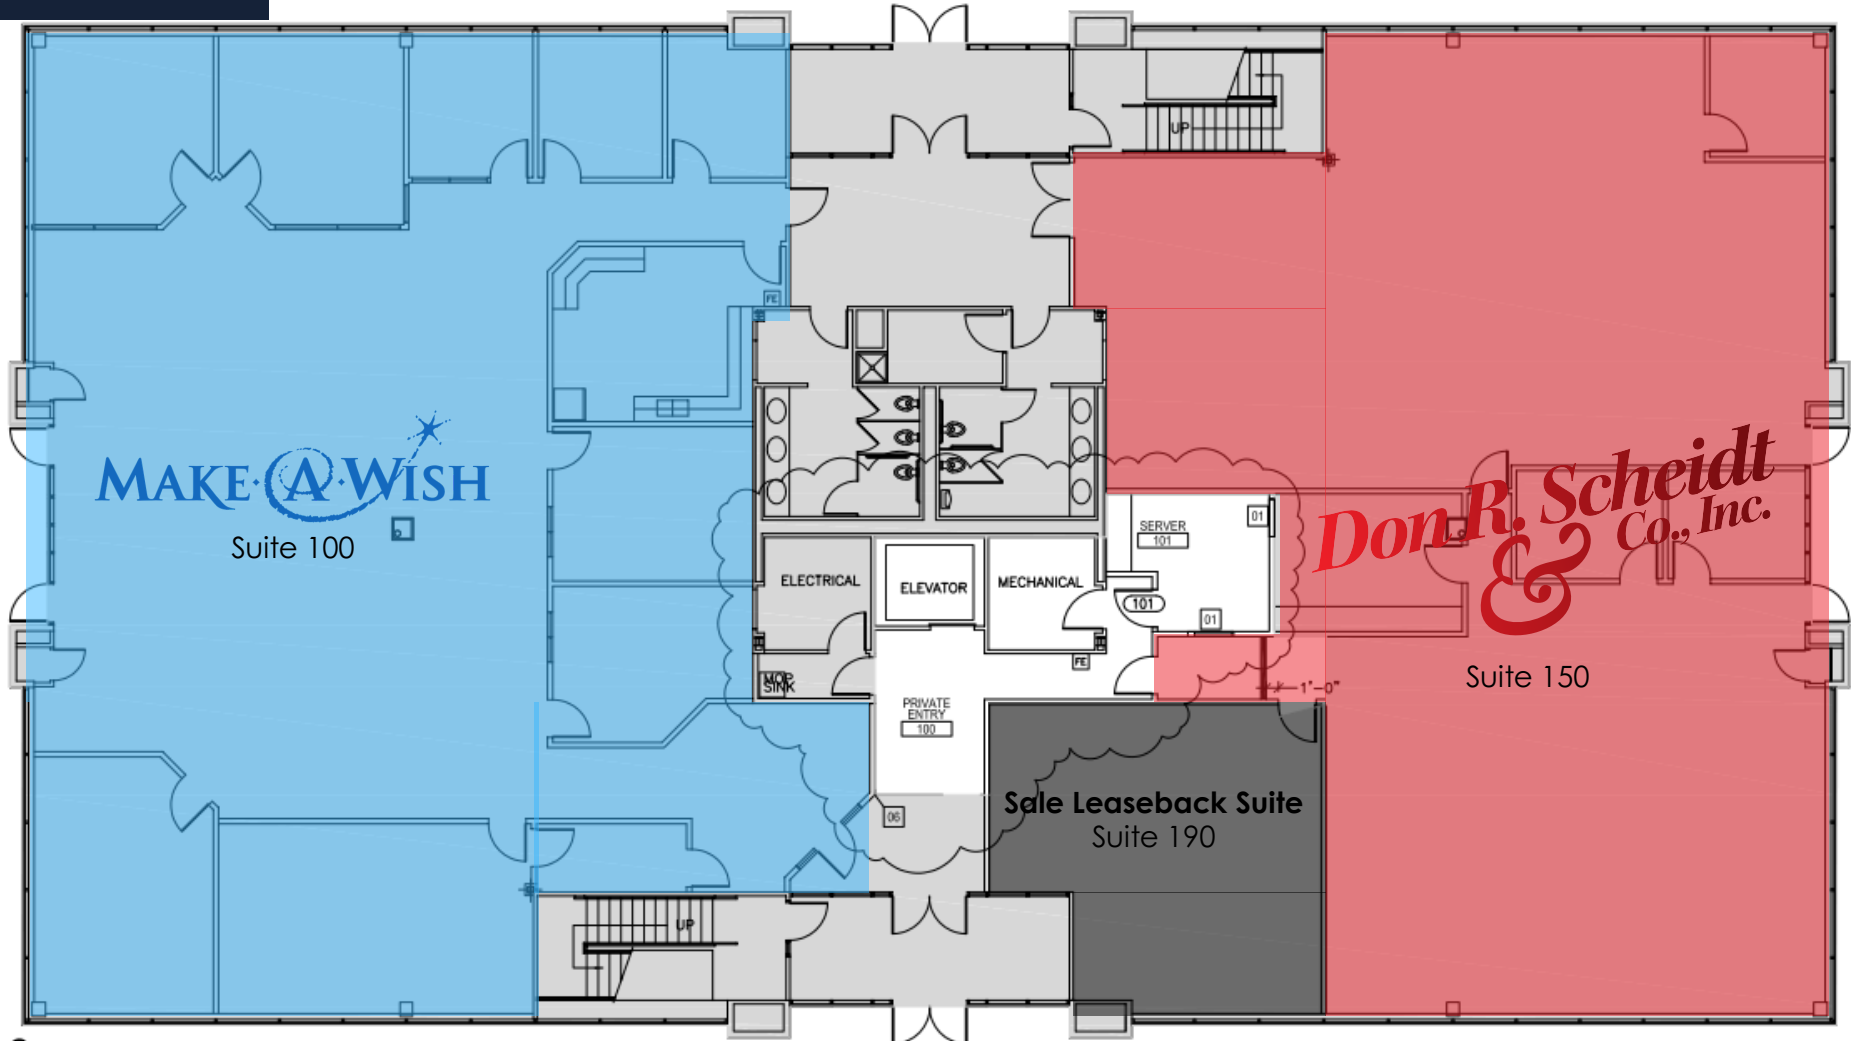 UP
FE
MAKE·A·WISH
Suite 100
Don R. Scheidt
& Co., Inc.
Suite 150
SERVER
101
01
ELECTRICAL
ELEVATOR
MECHANICAL
101
01
FE
MOP
SINK
1'-0"
PRIVATE
ENTRY
100
Sale Leaseback Suite
Suite 190
06
UP